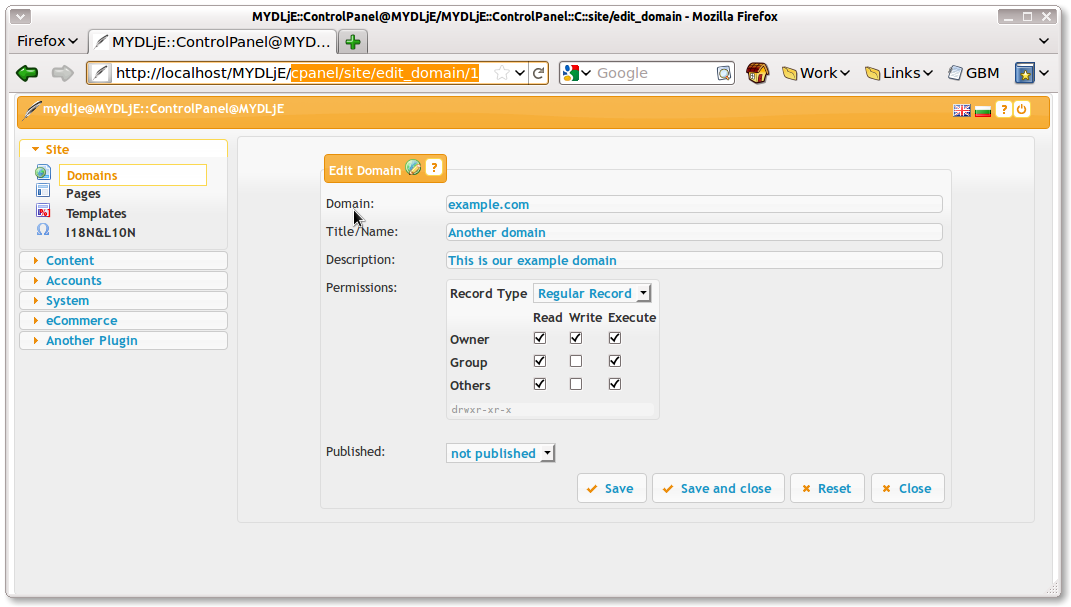 MYDLjE::ControlPanel@MYDLjE/MYDLjE::ControlPanel::C::site/edit_domain - Mozilla Firefox
Firefox MYDLjE::ControlPanel@MYD...
http://localhost/MYDLjE/cpanel/site/edit_domain/1 Google Work Links GBM
mydlje@MYDLjE::ControlPanel@MYDLjE ?
Site
Domains
Pages
Templates
I18N&L10N
Content
Accounts
System
eCommerce
Another Plugin
Edit Domain ?
Domain: example.com
Title/Name: Another domain
Description: This is our example domain
Permissions: Record Type Regular Record
Read Write Execute
Owner
Group
Others
drwxr-xr-x
Published: not published
Save Save and close Reset Close